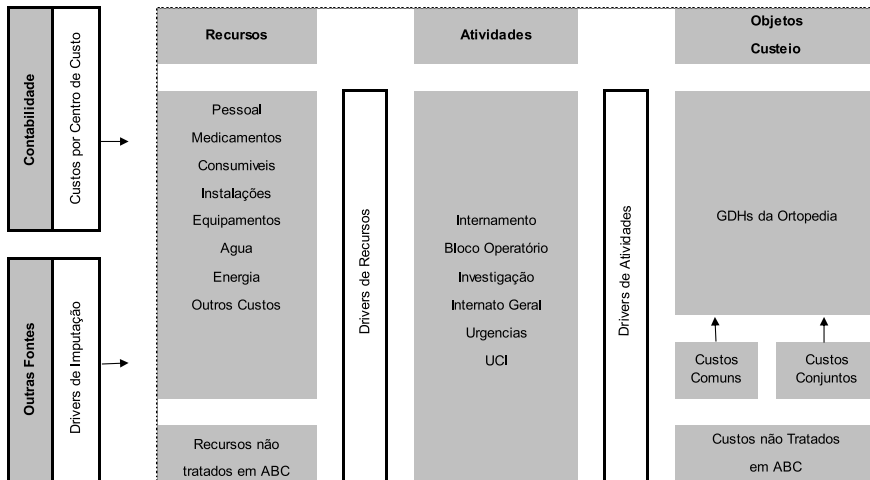 Contabilidade
Custos por Centro de Custo
Outras Fontes
Drivers de Imputação
Recursos
Pessoal
Medicamentos
Consumiveis
Instalações
Equipamentos
Agua
Energia
Outros Custos
Recursos não
tratados em ABC
Drivers de Recursos
Atividades
Internamento
Bloco Operatório
Investigação
Internato Geral
Urgencias
UCI
Drivers de Atividades
Objetos
Custeio
GDHs da Ortopedia
Custos
Comuns
Custos
Conjuntos
Custos não Tratados
em ABC